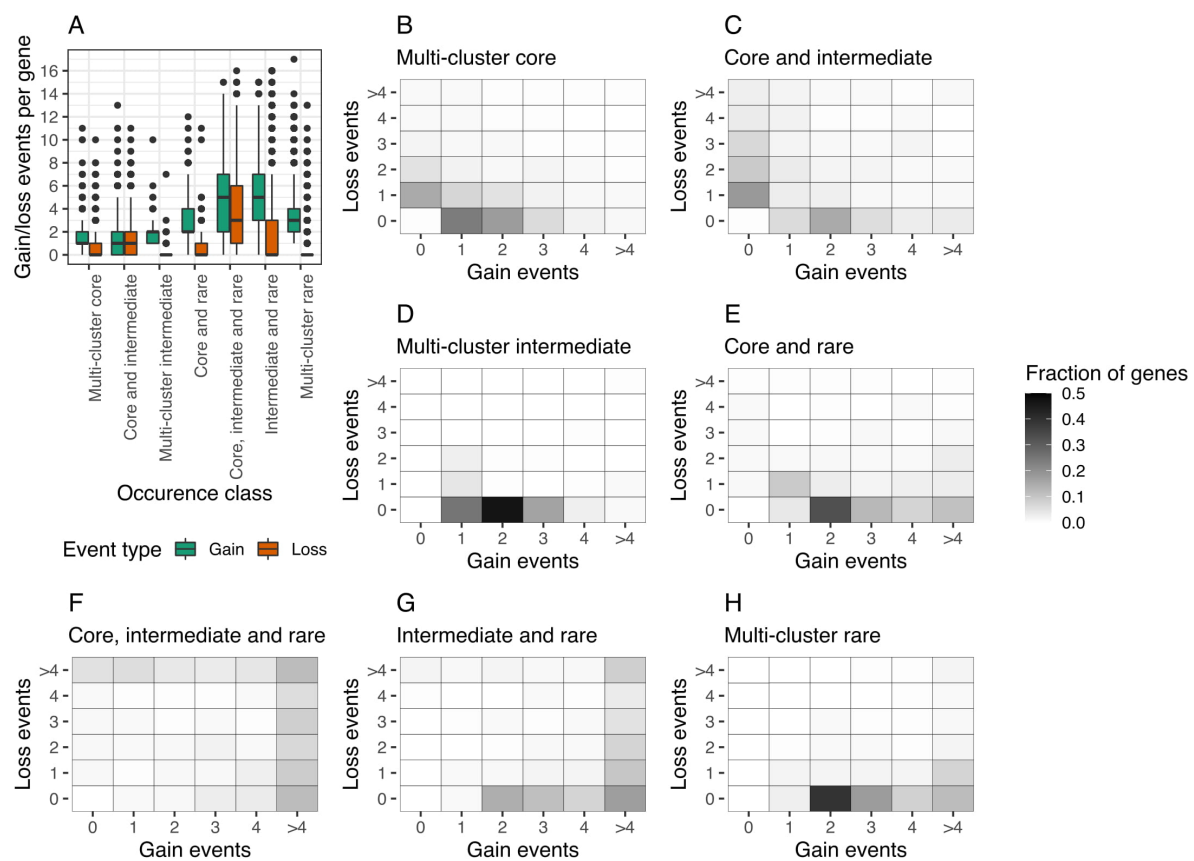 A
Gain/loss events per gene
16
14
12
10
8
6
4
2
0
Multi-cluster core
Core and intermediate
Multi-cluster intermediate
Core and rare
Core, intermediate and rare
Intermediate and rare
Multi-cluster rare
Occurence class
Event type Gain Loss
B
Multi-cluster core
Loss events
>4
4
3
2
1
0
0 1 2 3 4 >4
Gain events
C
Core and intermediate
Loss events
>4
4
3
2
1
0
0 1 2 3 4 >4
Gain events
D
Multi-cluster intermediate
Loss events
>4
4
3
2
1
0
0 1 2 3 4 >4
Gain events
E
Core and rare
Loss events
>4
4
3
2
1
0
0 1 2 3 4 >4
Gain events
Fraction of genes
0.5
0.4
0.3
0.2
0.1
0.0
F
Core, intermediate and rare
Loss events
>4
4
3
2
1
0
0 1 2 3 4 >4
Gain events
G
Intermediate and rare
Loss events
>4
4
3
2
1
0
0 1 2 3 4 >4
Gain events
H
Multi-cluster rare
Loss events
>4
4
3
2
1
0
0 1 2 3 4 >4
Gain events